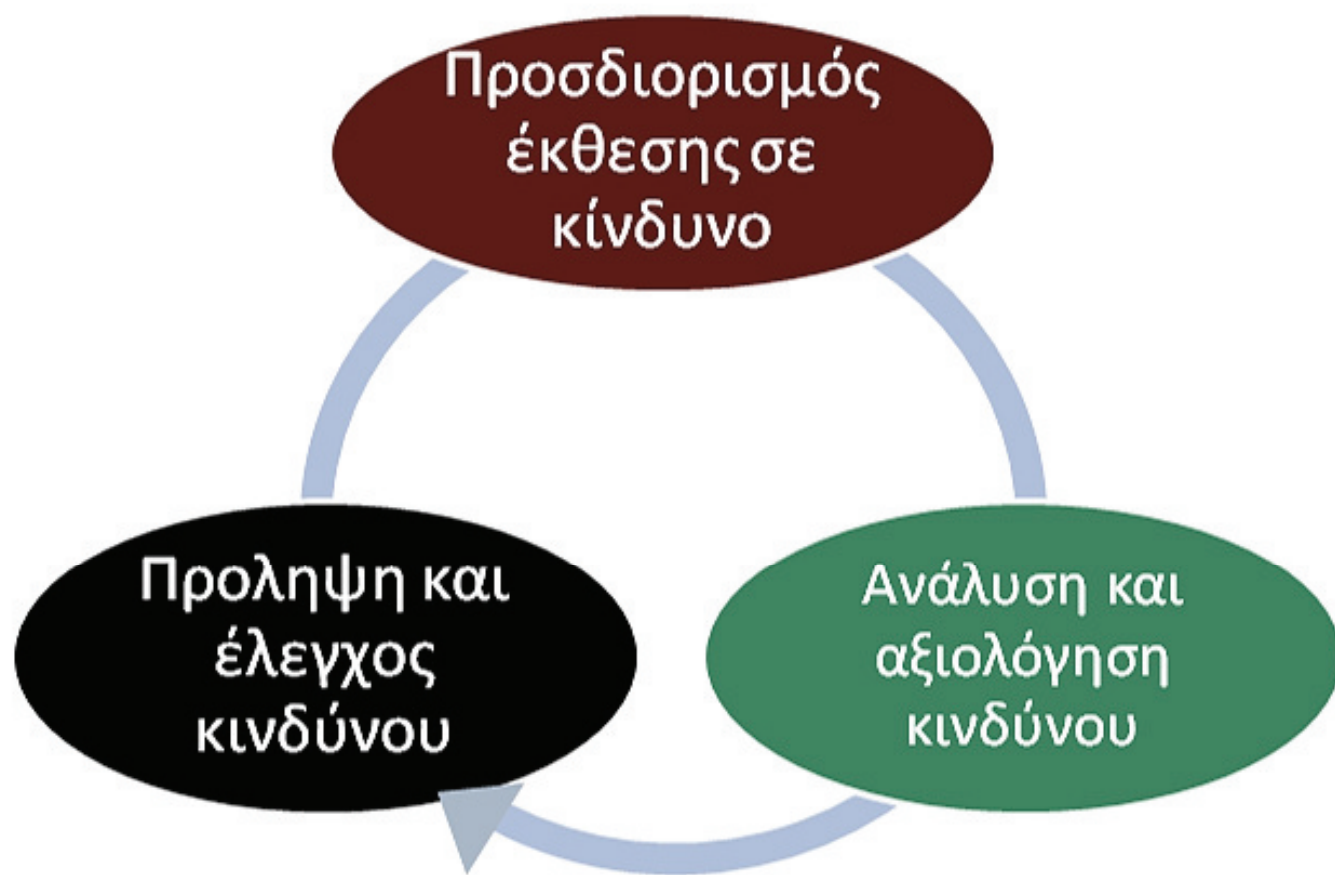 Προσδιορισμός
έκθεσης σε
κίνδυνο
Προληψη και
έλεγχος
κινδύνου
Ανάλυση και
αξιολόγηση
κινδύνου